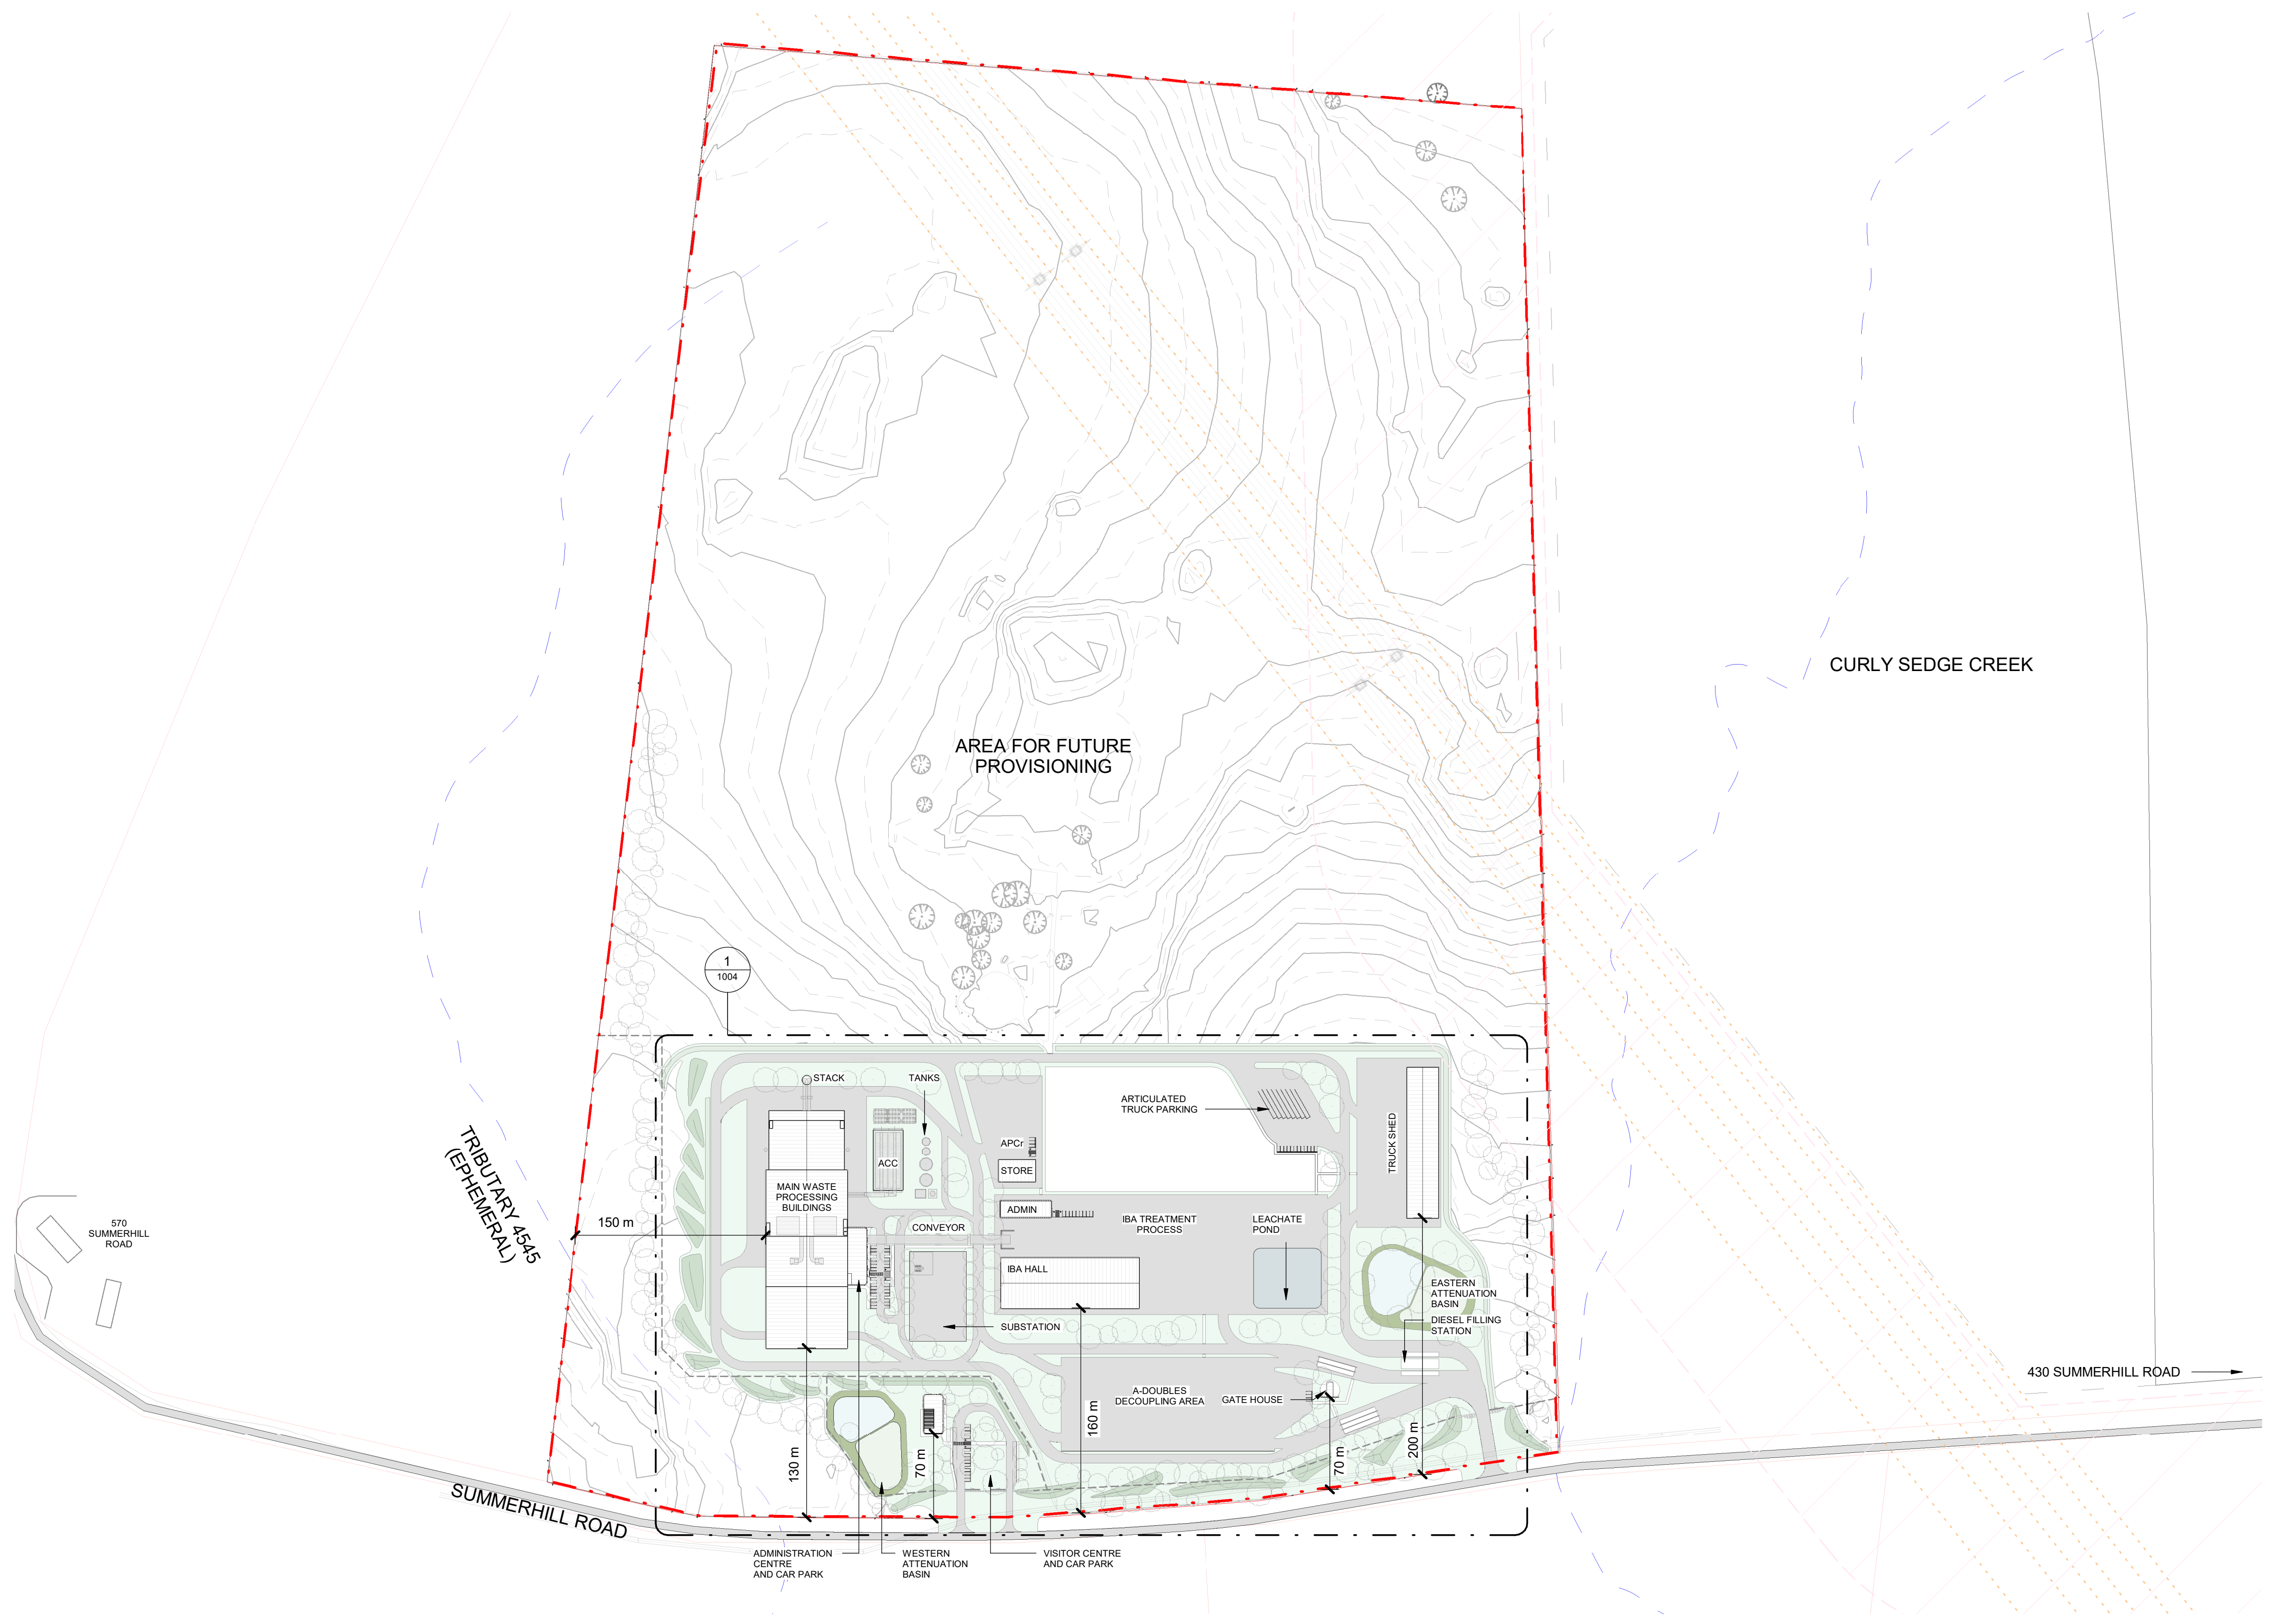 CURLY SEDGE CREEK
AREA FOR FUTURE
PROVISIONING
1
1004
STACK
TANKS
ARTICULATED
TRUCK PARKING
APCr
STORE
ACC
TRUCK SHED
MAIN WASTE
PROCESSING
BUILDINGS
ADMIN
IBA TREATMENT
PROCESS
LEACHATE
POND
CONVEYOR
150 m
570
SUMMERHILL
ROAD
TRIBUTARY 4545
(EPHEMERAL)
IBA HALL
EASTERN
ATTENUATION
BASIN
SUBSTATION
DIESEL FILLING
STATION
430 SUMMERHILL ROAD
A-DOUBLES
DECOUPLING AREA
GATE HOUSE
130 m
70 m
160 m
70 m
200 m
SUMMERHILL ROAD
ADMINISTRATION
CENTRE
AND CAR PARK
WESTERN
ATTENUATION
BASIN
VISITOR CENTRE
AND CAR PARK